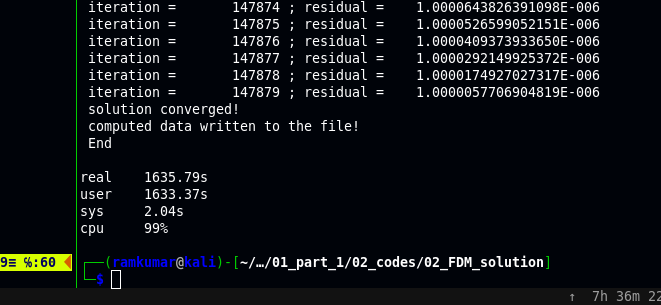 iteration =       147874 ; residual =    1.0000643826391098E-006
iteration =       147875 ; residual =    1.0000526599052151E-006
iteration =       147876 ; residual =    1.0000409373933650E-006
iteration =       147877 ; residual =    1.0000292149925372E-006
iteration =       147878 ; residual =    1.0000174927027317E-006
iteration =       147879 ; residual =    1.0000057706904819E-006
solution converged!
computed data written to the file!
End
real    1635.79s
user    1633.37s
sys     2.04s
cpu     99%
9≡ ℅:60 ┌──(ramkumar@kali)-[~/…/01_part_1/02_codes/02_FDM_solution]
└─$
↑ 7h 36m 22